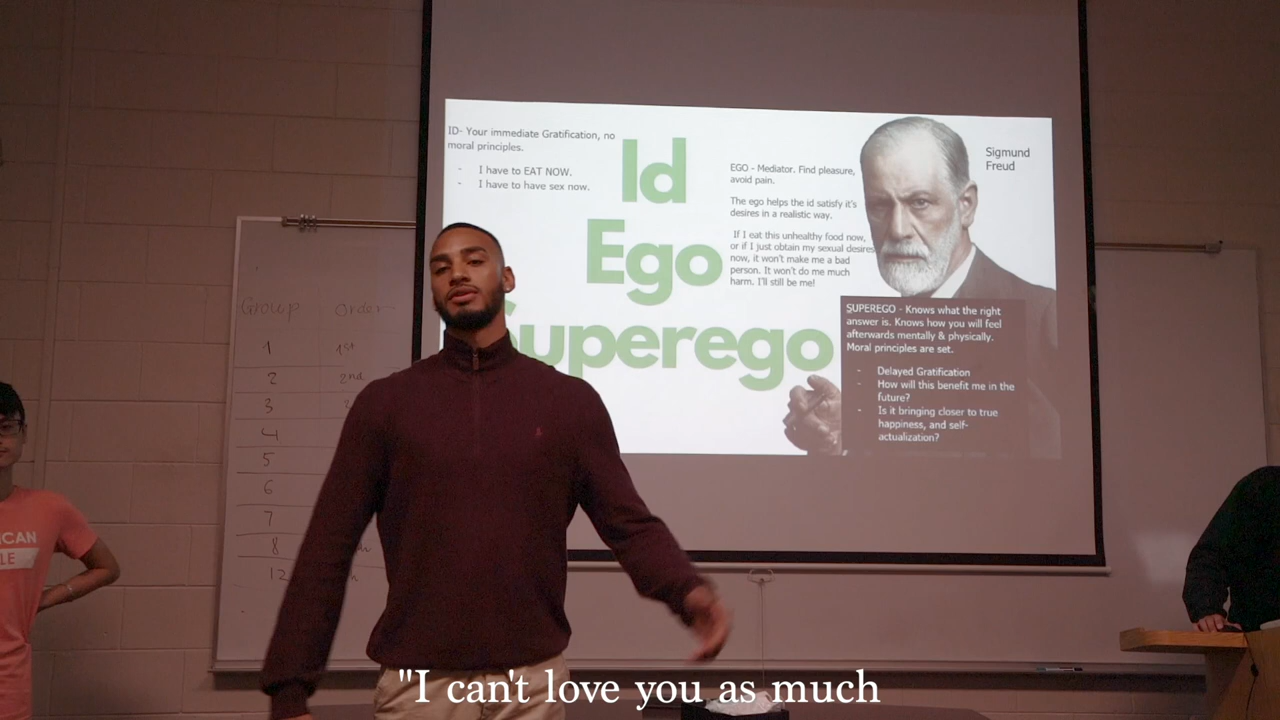 ID- Your immediate Gratification, no
moral principles.
- I have to EAT NOW.
- I have to have sex now.
Id
Ego
Superego
EGO - Mediator. Find pleasure,
avoid pain.
The ego helps the id satisfy it's
desires in a realistic way.
If I eat this unhealthy food now,
or if I just obtain my sexual desires
now, it won't make me a bad
person. It won't do me much
harm. I'll still be me!
Sigmund
Freud
SUPEREGO - Knows what the right
answer is. Knows how you will feel
afterwards mentally & physically.
Moral principles are set.
- Delayed Gratification
- How will this benefit me in the
future?
- Is it bringing closer to true
happiness, and self-
actualization?
Group Order
1 1st
2 2nd
3
4
5
6
7
8
12
ICAN
LE
"I can't love you as much